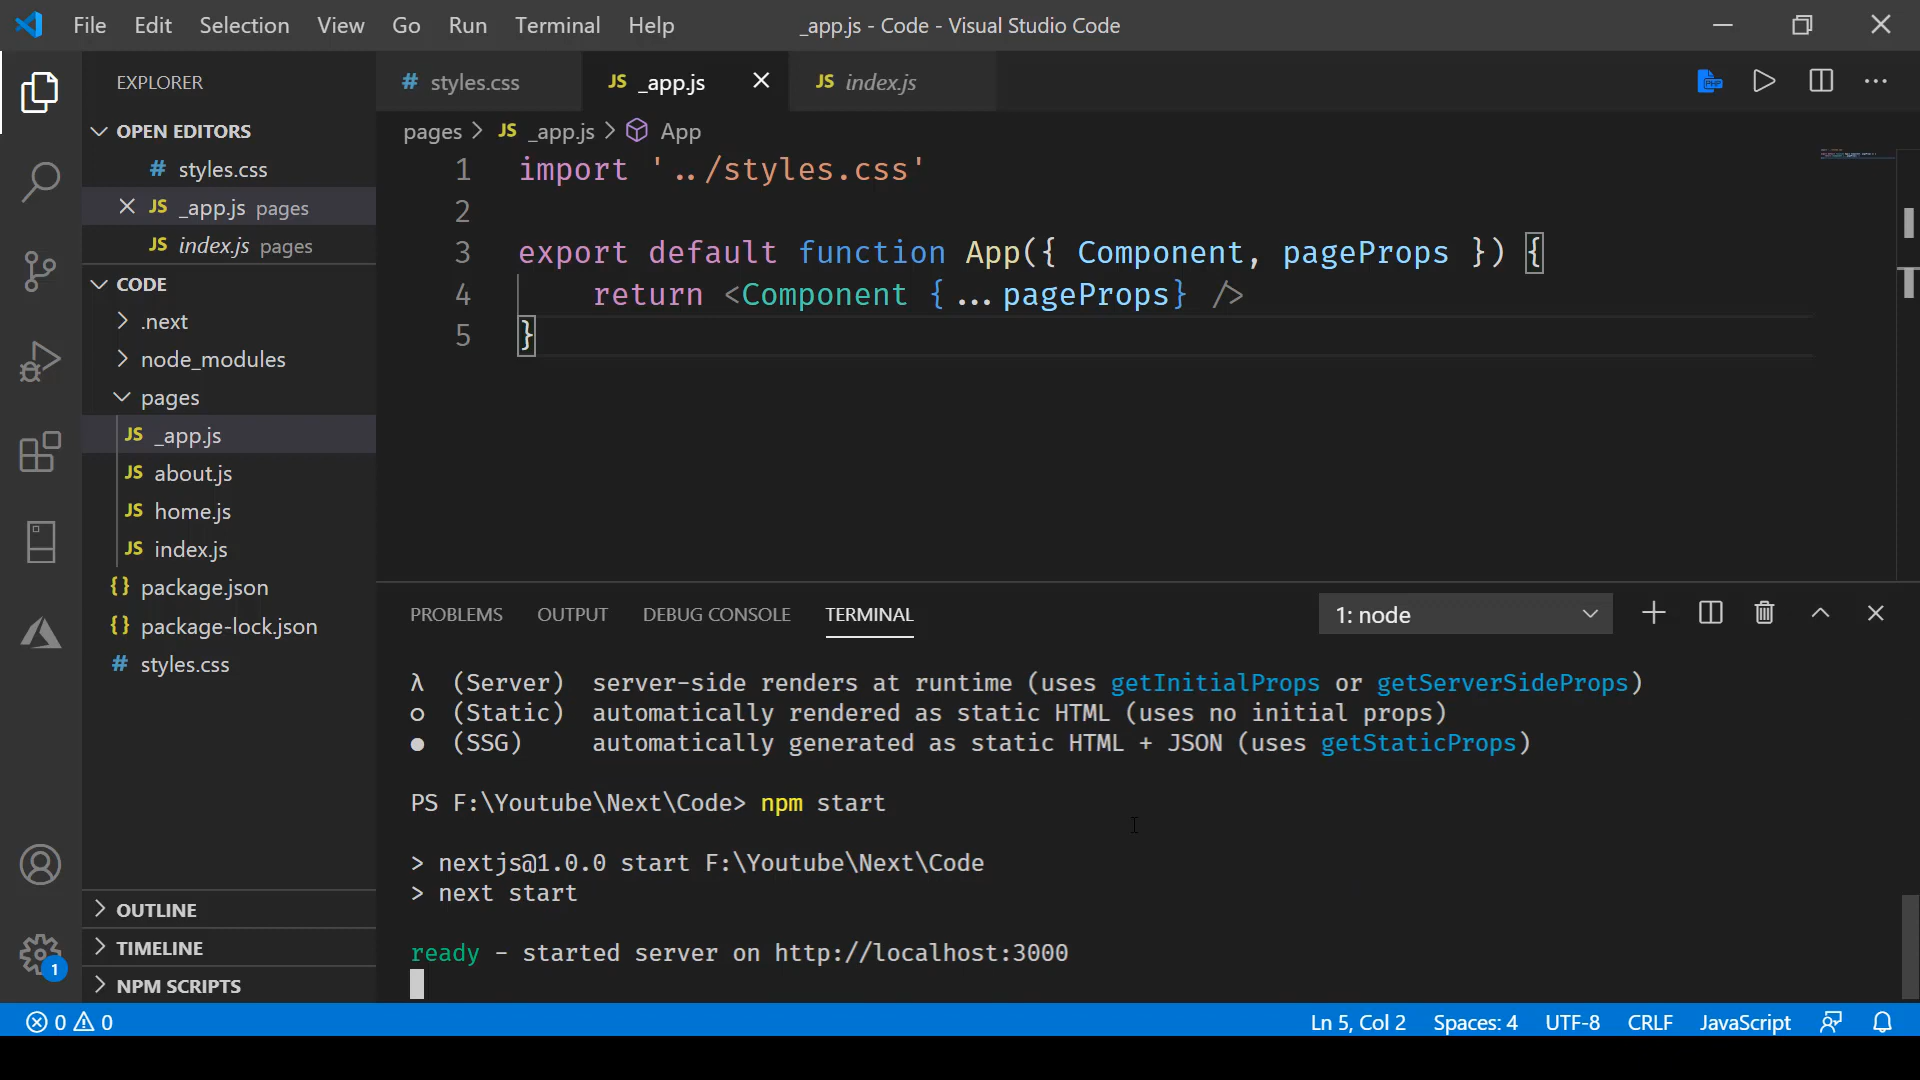 File Edit Selection View Go Run Terminal Help _app.js - Code - Visual Studio Code
EXPLORER
OPEN EDITORS
# styles.css
JS _app.js pages
JS index.js pages
CODE
.next
node_modules
pages
JS _app.js
JS about.js
JS home.js
JS index.js
{} package.json
{} package-lock.json
# styles.css
OUTLINE
TIMELINE
NPM SCRIPTS
1
# styles.css JS _app.js JS index.js
PHP
pages > JS _app.js > App
1 import '../styles.css'
2
3 export default function App({ Component, pageProps }) {
4 return <Component {...pageProps} />
5 }
PROBLEMS OUTPUT DEBUG CONSOLE TERMINAL 1: node
λ (Server) server-side renders at runtime (uses getInitialProps or getServerSideProps)
○ (Static) automatically rendered as static HTML (uses no initial props)
● (SSG) automatically generated as static HTML + JSON (uses getStaticProps)
PS F:\Youtube\Next\Code> npm start
> nextjs@1.0.0 start F:\Youtube\Next\Code
> next start
ready - started server on http://localhost:3000
0 0 Ln 5, Col 2 Spaces: 4 UTF-8 CRLF JavaScript